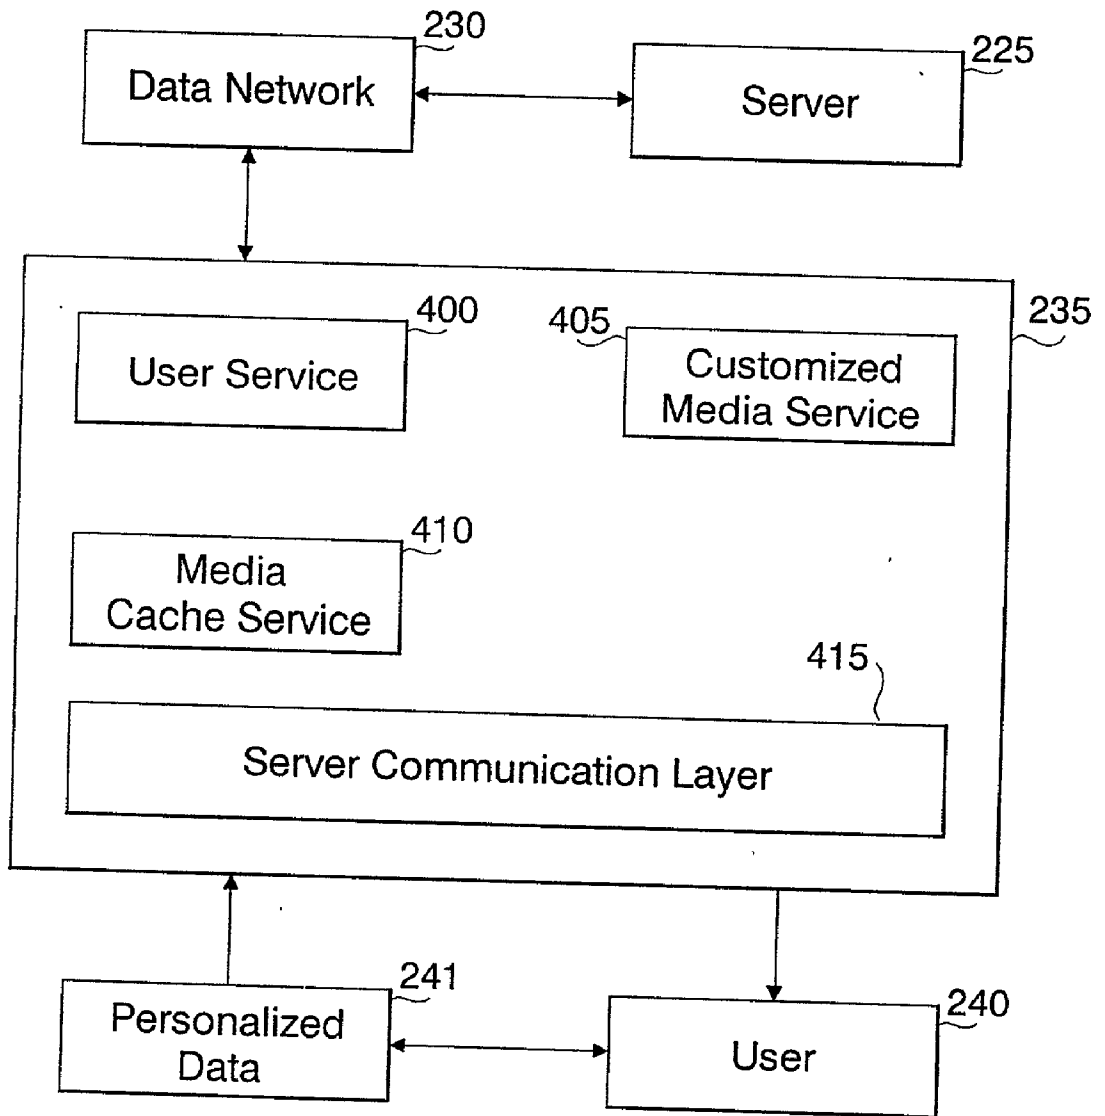 230
Data Network
225
Server
235
400
User Service
405
Customized
Media Service
410
Media
Cache Service
415
Server Communication Layer
241
Personalized
Data
240
User